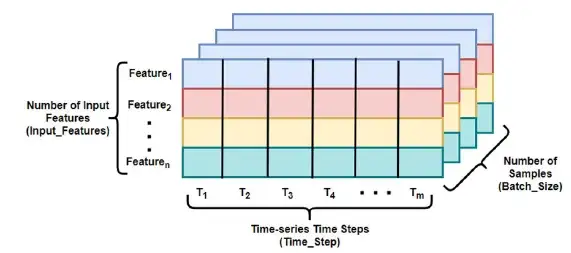 Feature1
Number of Input
Features
(Input_Features)
Feature2
Featuren
T1 T2 T3 T4 Tm
Number of
Samples
(Batch_Size)
Time-series Time Steps
(Time_Step)